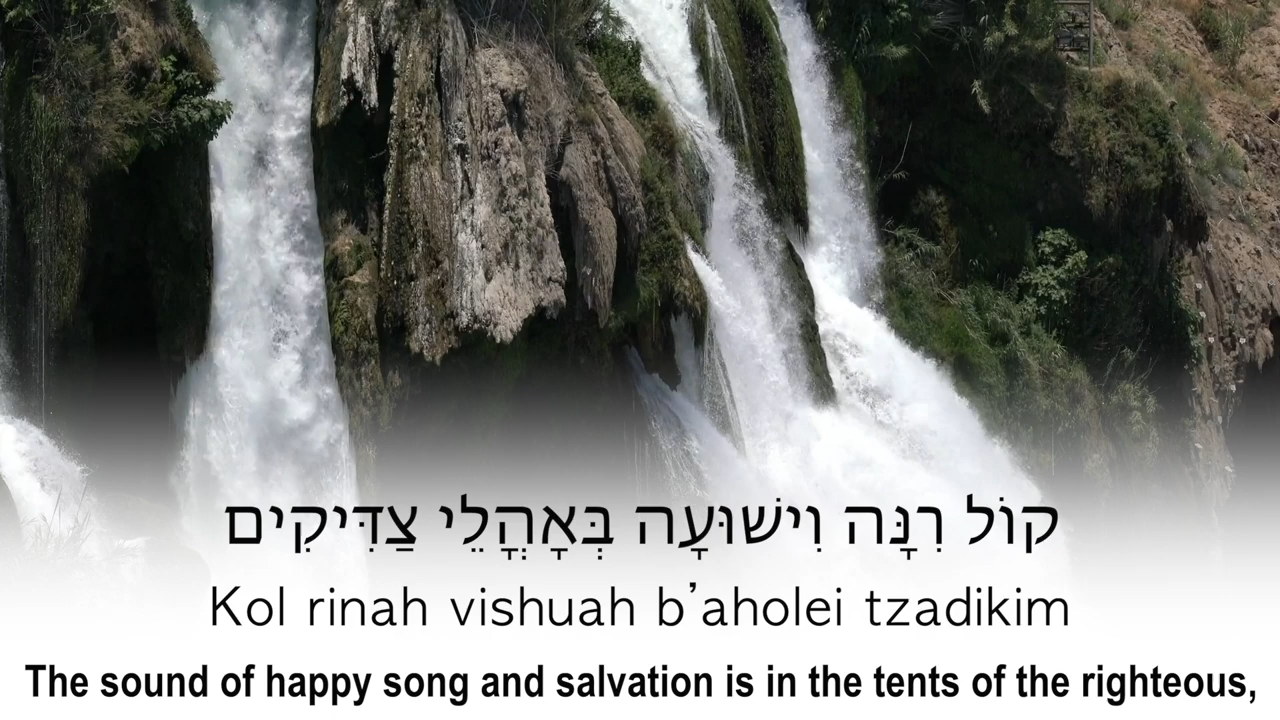 קוֹל רִנָּה וִישׁוּעָה בְּאָהֳלֵי צַדִּיקִים
Kol rinah vishuah b’aholei tzadikim
The sound of happy song and salvation is in the tents of the righteous,